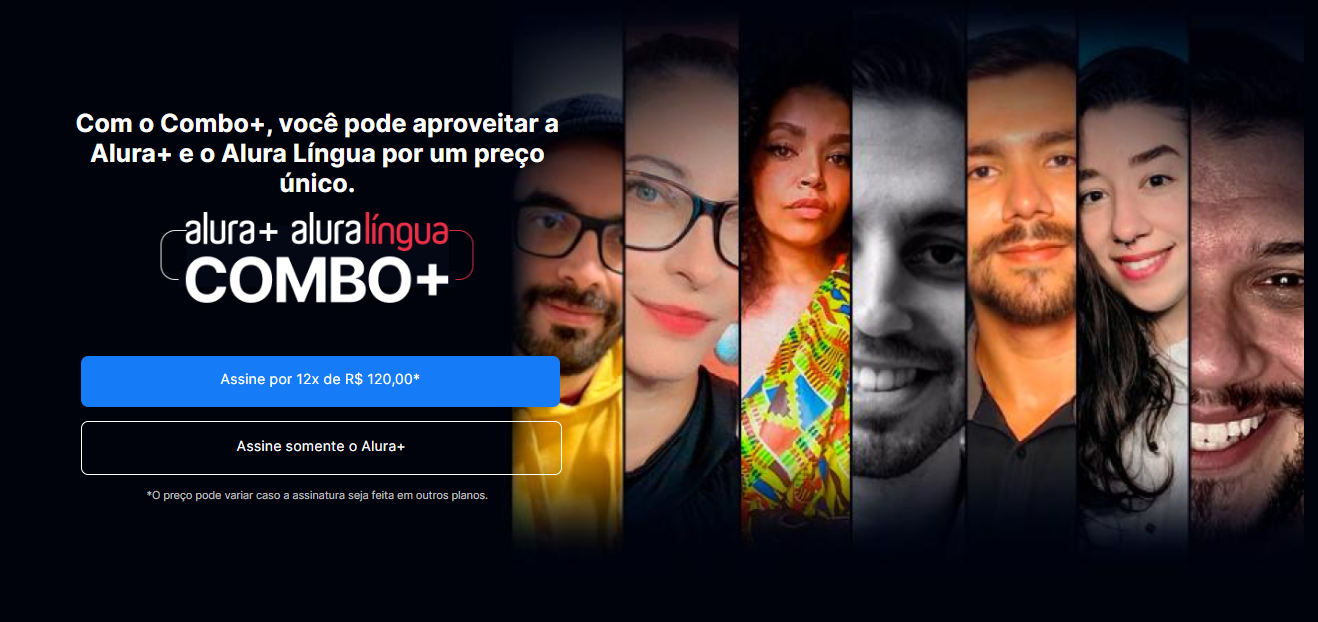 Com o Combo+, você pode aproveitar a
Alura+ e o Alura Língua por um preço
único.
alura+ aluralíngua
COMBO+
Assine por 12x de R$ 120,00*
Assine somente o Alura+
*O preço pode variar caso a assinatura seja feita em outros planos.